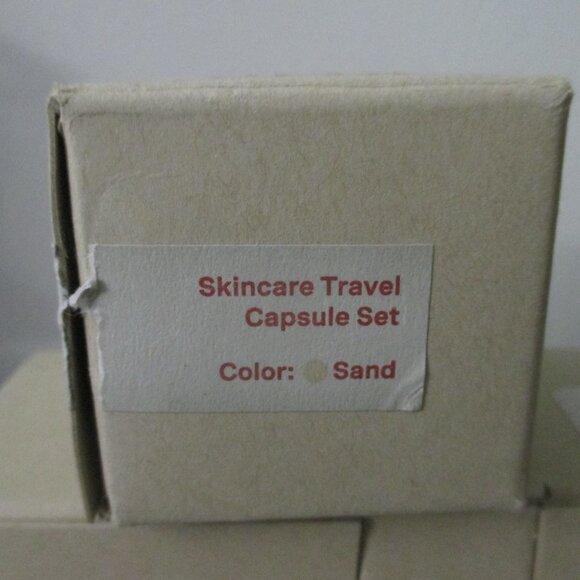 Skincare Travel
Capsule Set
Color: Sand